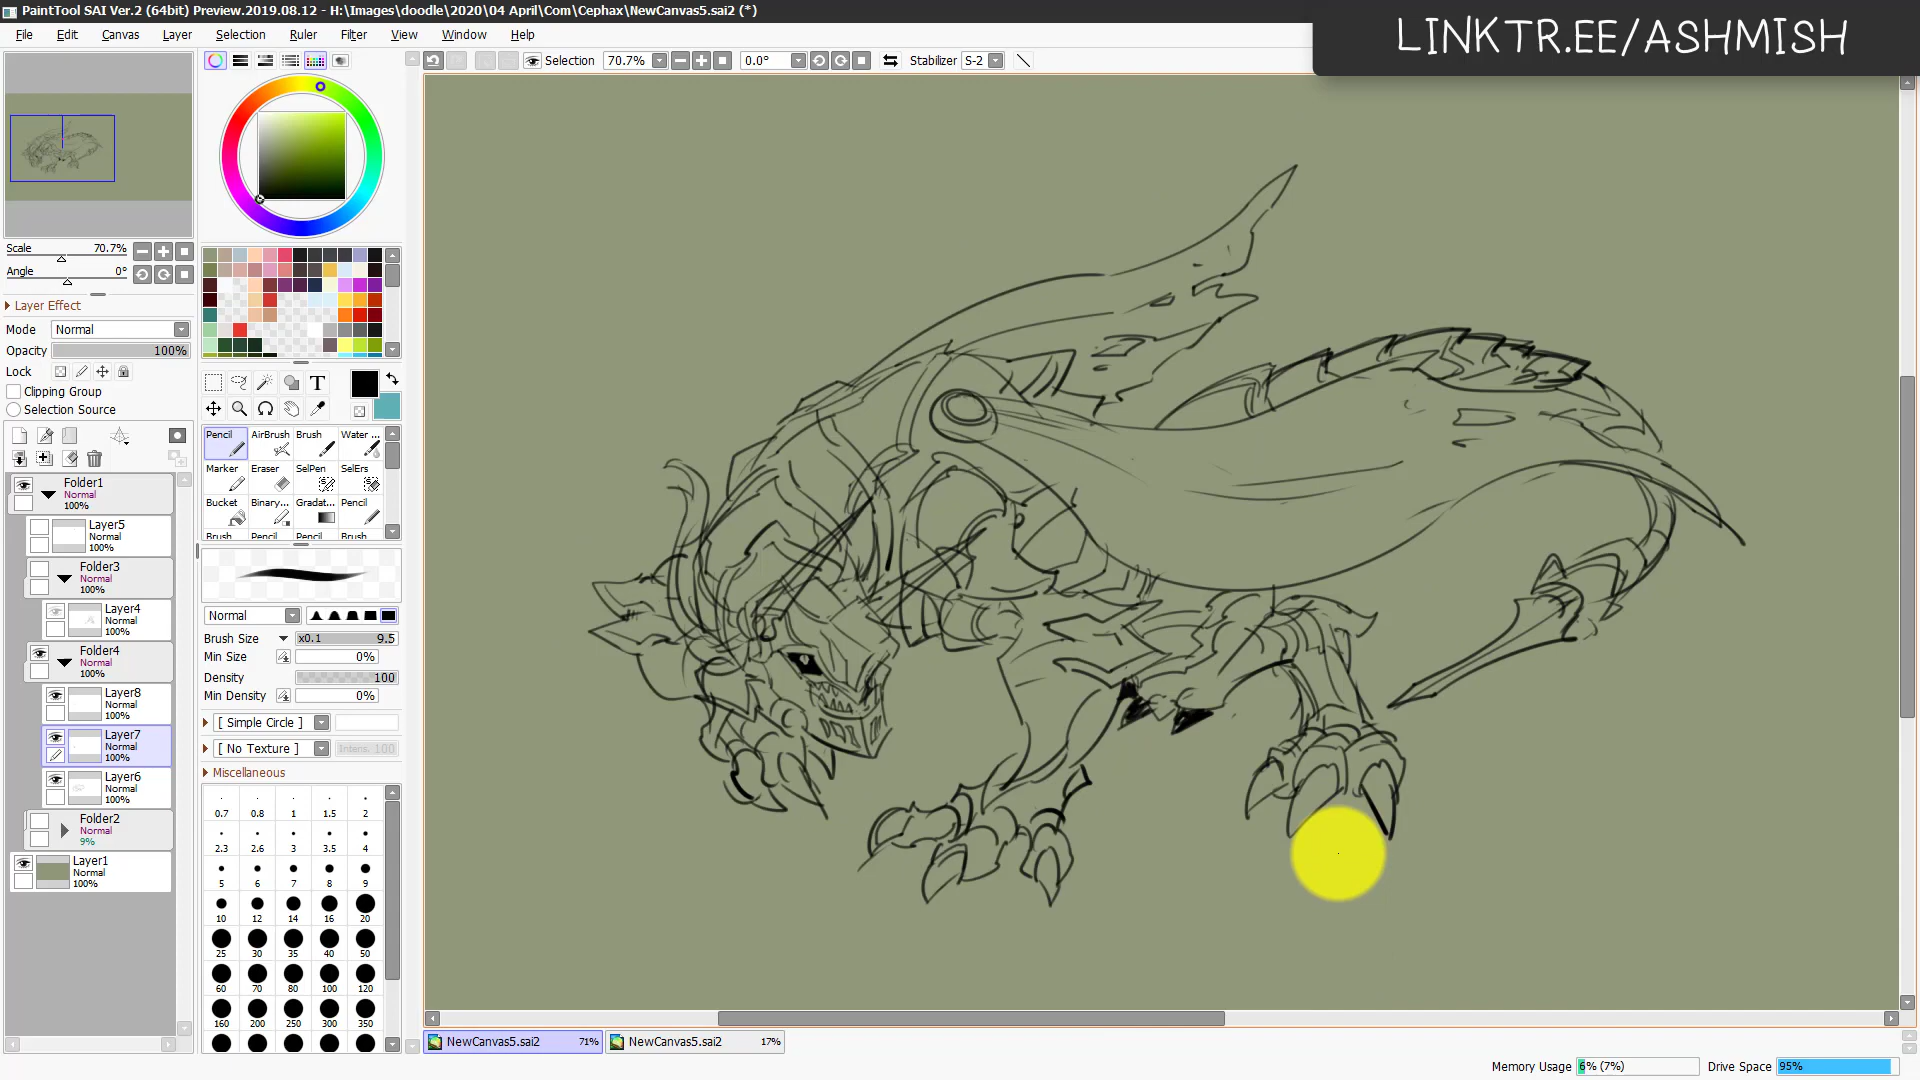 PaintTool SAI Ver.2 (64bit) Preview.2019.08.12 - H:\Images\doodle\2020\04 April\Com\Cephax\NewCanvas5.sai2 (*)
LINKTR.EE/ASHMISH
File Edit Canvas Layer Selection Ruler Filter View Window Help
Selection 70.7% 0.0° Stabilizer S-2
Scale 70.7%
Angle 0°
Layer Effect
Mode Normal
Opacity 100%
Lock
Clipping Group
Selection Source
T
Pencil AirBrush Brush Water ...
Marker Eraser SelPen SelErs
Bucket Binary... Gradat... Pencil
Brush Pencil Pencil Brush
Normal
Brush Size x0.1 9.5
Min Size 0%
Density 100
Min Density 0%
[ Simple Circle ]
[ No Texture ] Intens. 100
Miscellaneous
0.7 0.8 1 1.5 2
2.3 2.6 3 3.5 4
5 6 7 8 9
10 12 14 16 20
25 30 35 40 50
60 70 80 100 120
160 200 250 300 350
Folder1
Normal
100%
Layer5
Normal
100%
Folder3
Normal
100%
Layer4
Normal
100%
Folder4
Normal
100%
Layer8
Normal
100%
Layer7
Normal
100%
Layer6
Normal
100%
Folder2
Normal
9%
Layer1
Normal
100%
NewCanvas5.sai2 71% NewCanvas5.sai2 17%
Memory Usage 6% (7%) Drive Space 95%